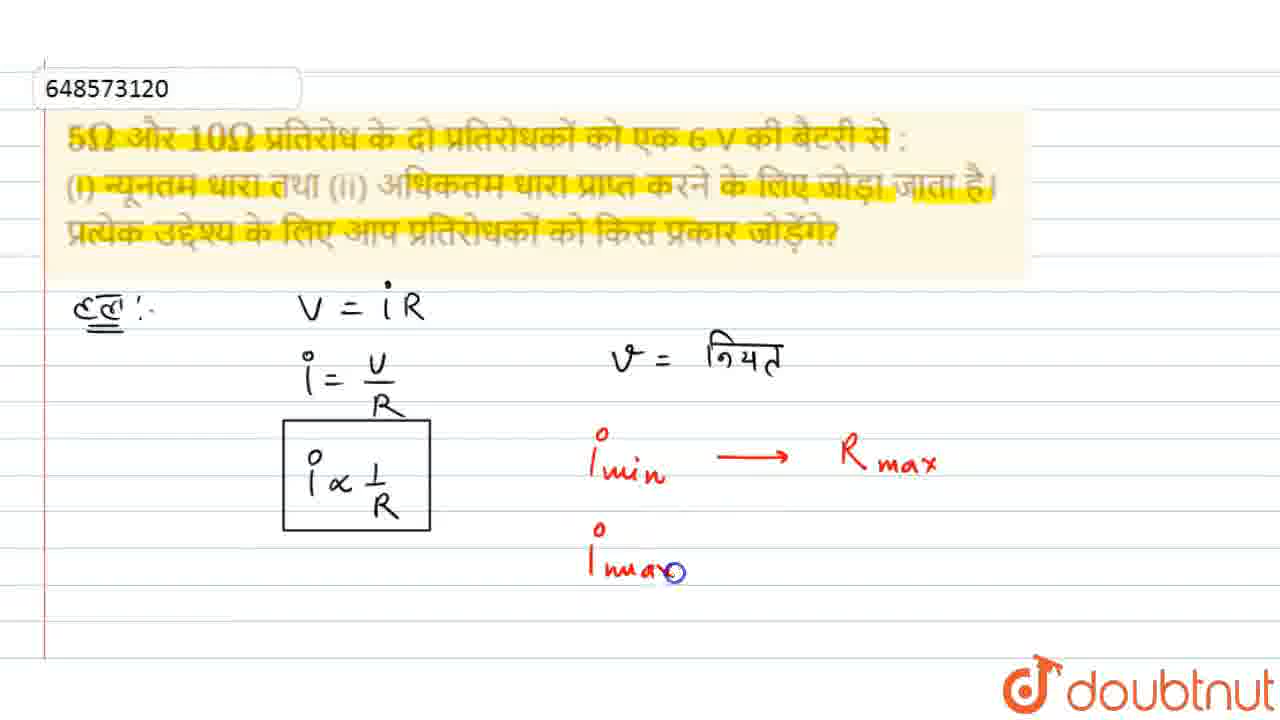 648573120
5Ω और 10Ω प्रतिरोध के दो प्रतिरोधकों को एक 6 V की बैटरी से :
(i) न्यूनतम धारा तथा (ii) अधिकतम धारा प्राप्त करने के लिए जोड़ा जाता है।
प्रत्येक उद्देश्य के लिए आप प्रतिरोधकों को किस प्रकार जोड़ेंगे?
हल :- V = iR
i = V/R V = नियत
i ∝ 1/R i min → R max
i max
doubtnut